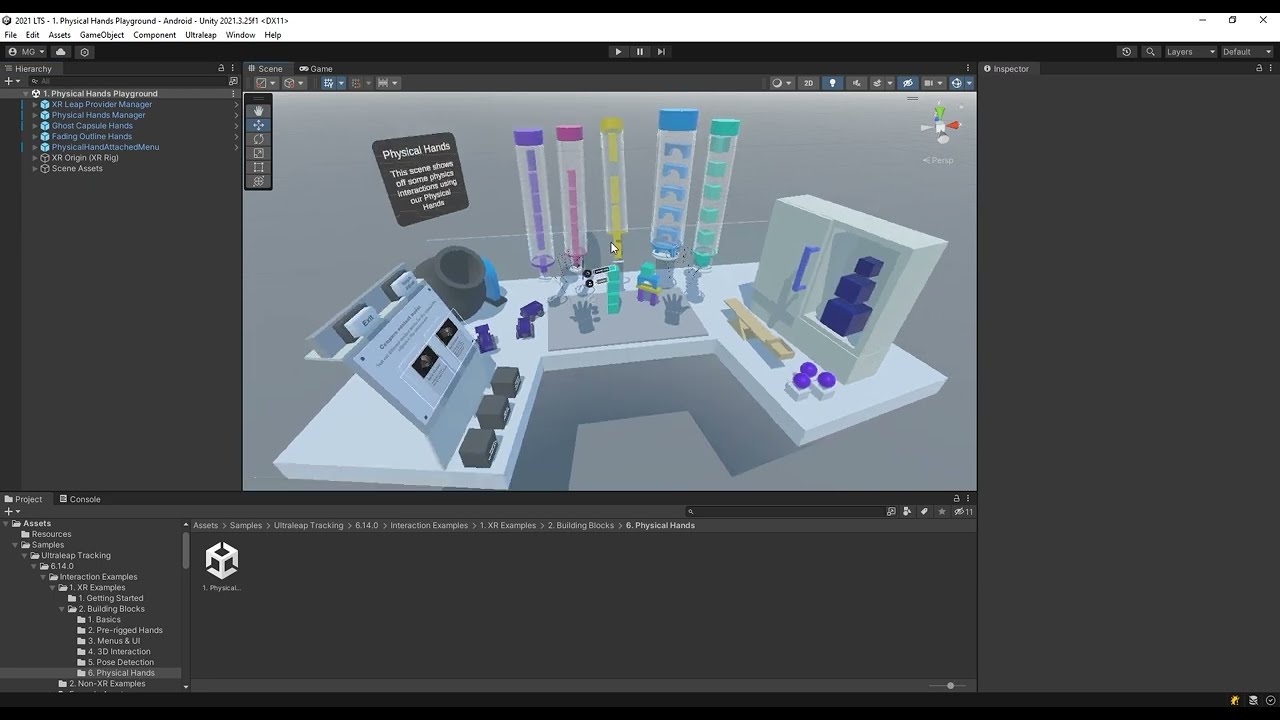 2021 LTS - 1. Physical Hands Playground - Android - Unity 2021.3.25f1 <DX11>
File Edit Assets GameObject Component Ultraleap Window Help
MG Layers Default
Hierarchy
Scene
Game
Inspector
All
2D
1. Physical Hands Playground
XR Leap Provider Manager
Physical Hands Manager
Ghost Capsule Hands
Fading Outline Hands
PhysicalHandAttachedMenu
XR Origin (XR Rig)
Scene Assets
Persp
Physical Hands
This scene shows
off some physics
interactions using
our Physical
Hands
Exit
Project
Console
11
Assets > Samples > Ultraleap Tracking > 6.14.0 > Interaction Examples > 1. XR Examples > 2. Building Blocks > 6. Physical Hands
1. Physical...
Assets
Resources
Samples
Ultraleap Tracking
6.14.0
Interaction Examples
1. XR Examples
1. Getting Started
2. Building Blocks
1. Basics
2. Pre-rigged Hands
3. Menus & UI
4. 3D Interaction
5. Pose Detection
6. Physical Hands
2. Non-XR Examples